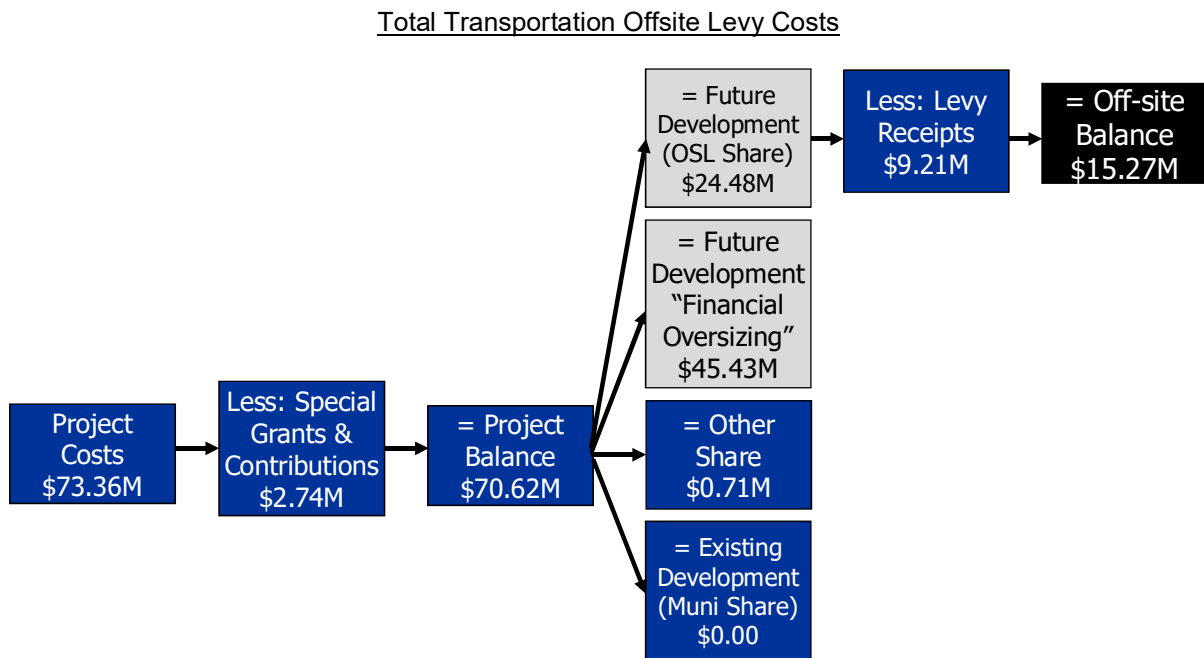 Total Transportation Offsite Levy Costs
Project
Costs
$73.36M
Less: Special
Grants &
Contributions
$2.74M
= Project
Balance
$70.62M
= Future
Development
(OSL Share)
$24.48M
Less: Levy
Receipts
$9.21M
= Off-site
Balance
$15.27M
= Future
Development
“Financial
Oversizing”
$45.43M
= Other
Share
$0.71M
= Existing
Development
(Muni Share)
$0.00